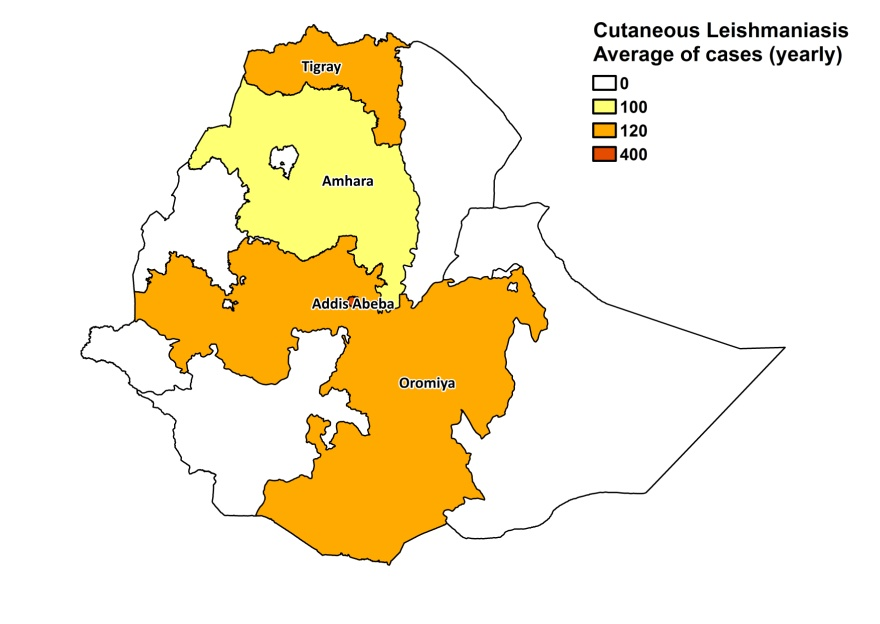 Cutaneous Leishmaniasis
Average of cases (yearly)
0
100
120
400
Tigray
Amhara
Addis Abeba
Oromiya